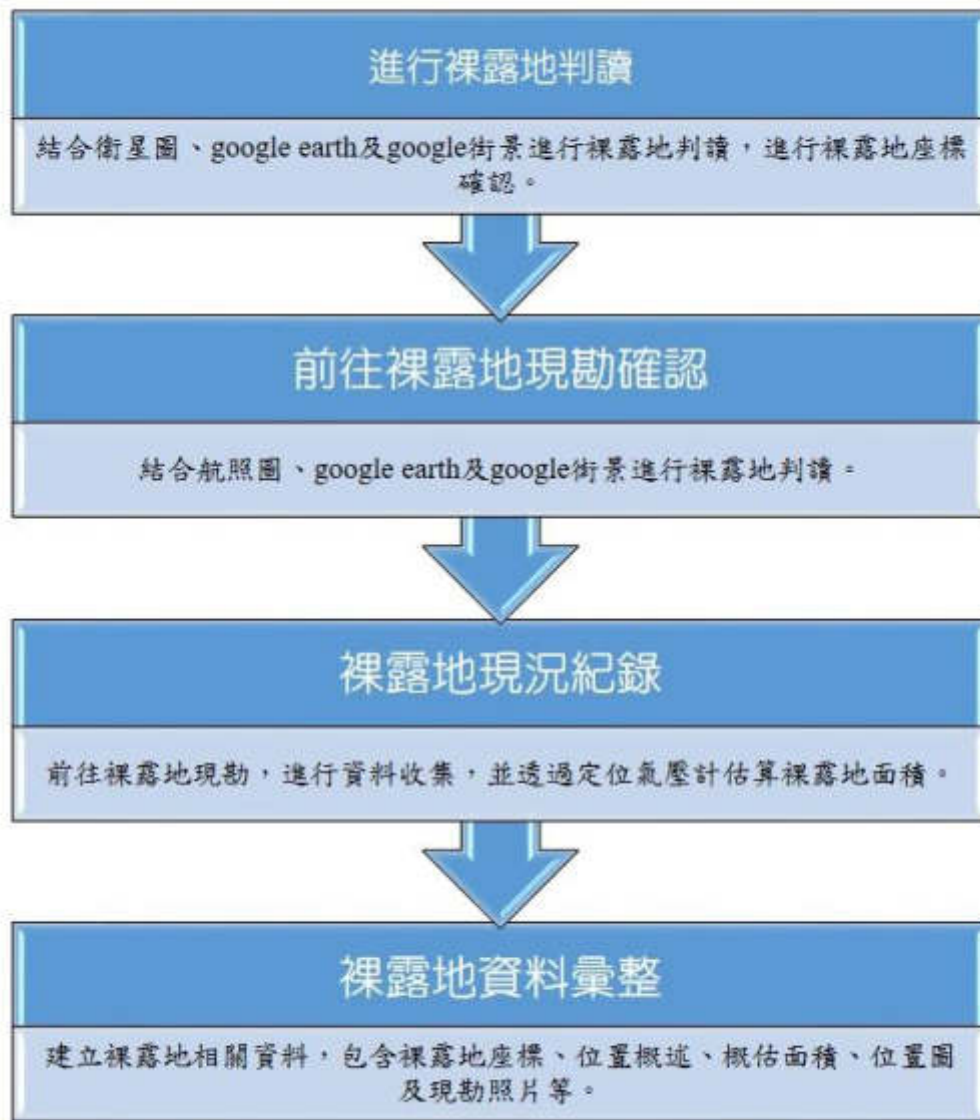 進行裸露地判讀
結合衛星圖、google earth及google街景進行裸露地判讀，進行裸露地座標
確認。
前往裸露地現勘確認
結合航照圖、google earth及google街景進行裸露地判讀。
裸露地現況紀錄
前往裸露地現勘，進行資料收集，並透過定位氣壓計估算裸露地面積。
裸露地資料彙整
建立裸露地相關資料，包含裸露地座標、位置概述、概估面積、位置圖
及現勘照片等。